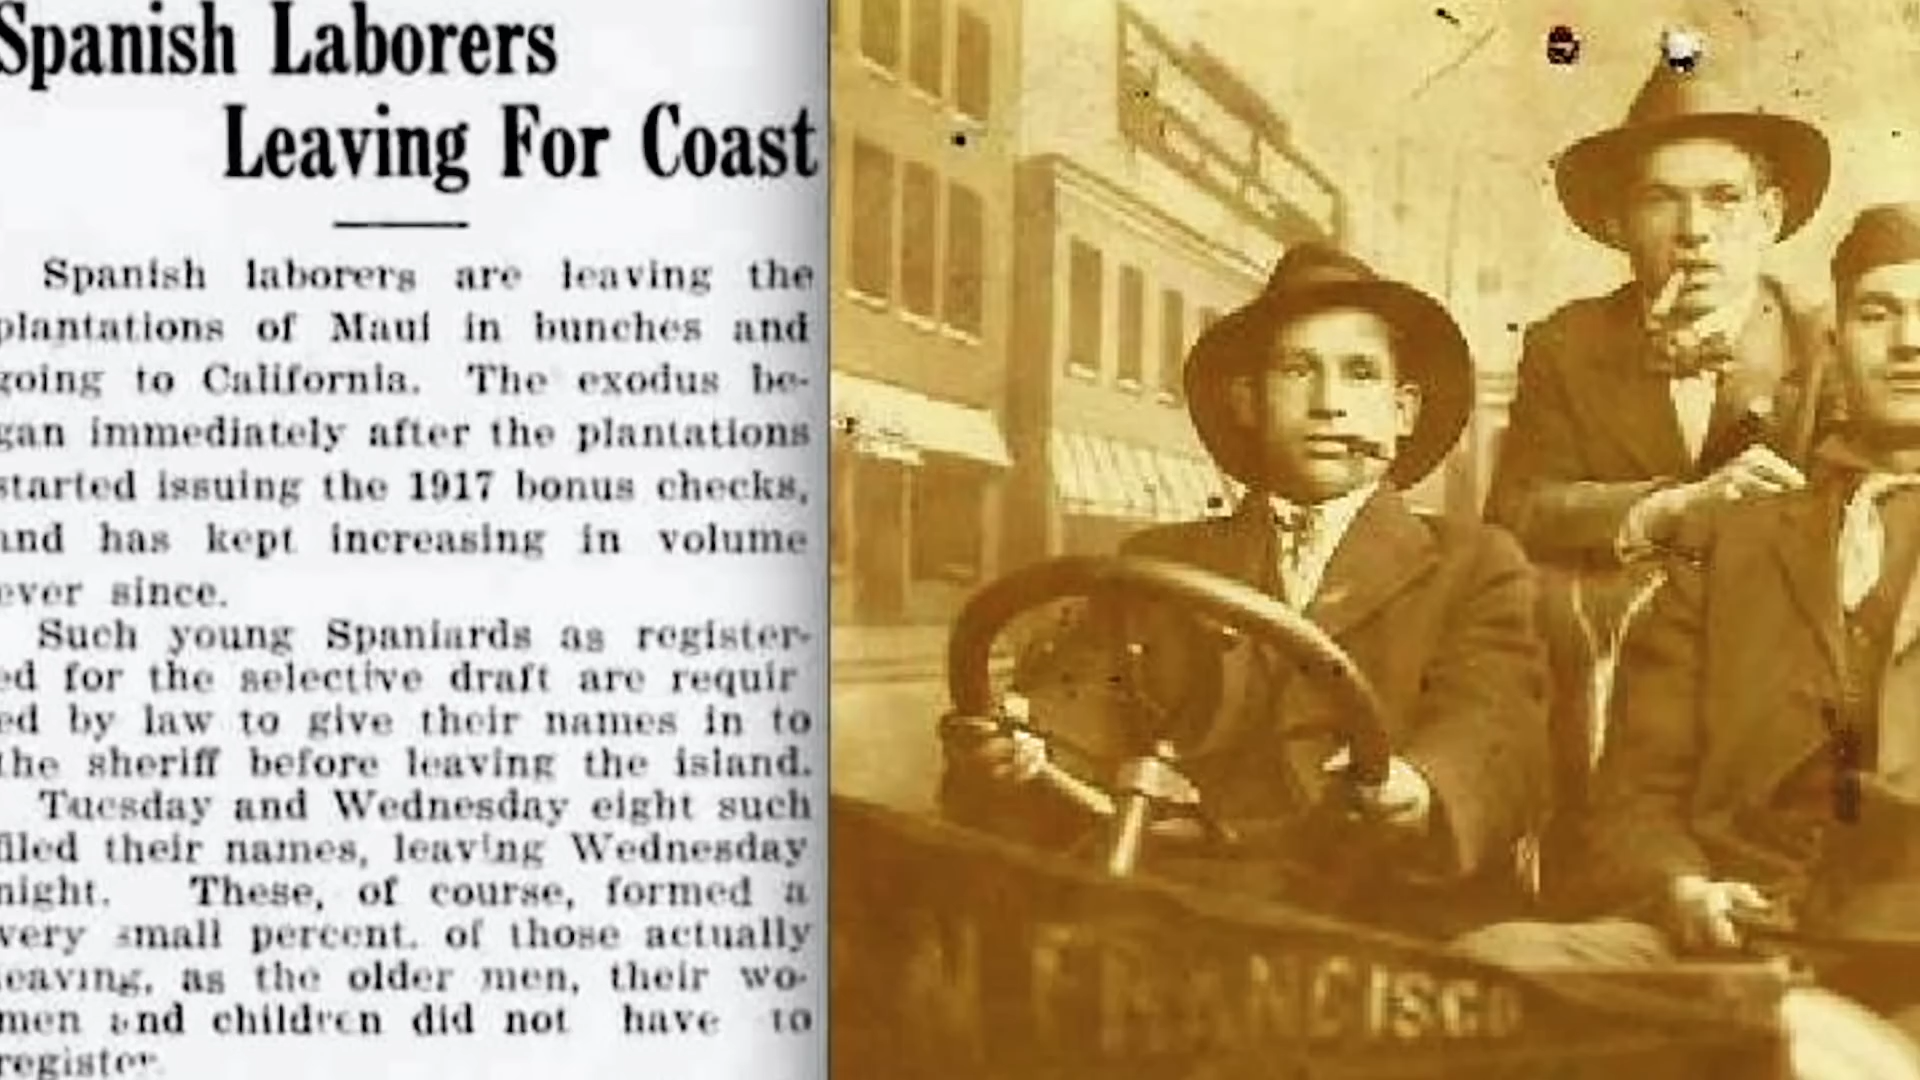 Spanish Laborers
Leaving For Coast
Spanish laborers are leaving the
plantations of Maui in bunches and
going to California. The exodus be-
gan immediately after the plantations
started issuing the 1917 bonus checks,
and has kept increasing in volume
ever since.
Such young Spaniards as register-
ed for the selective draft are requir
ed by law to give their names in to
the sheriff before leaving the island.
Tuesday and Wednesday eight such
filed their names, leaving Wednesday
night. These, of course, formed a
very small percent. of those actually
leaving, as the older men, their wo-
men and children did not have to
register.
N FRANCISCO